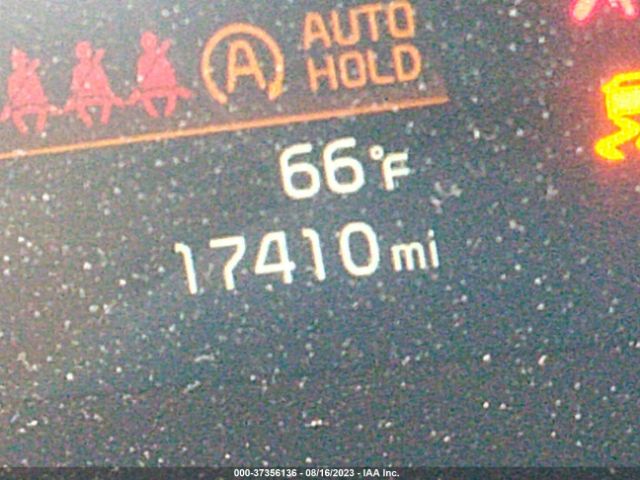 A
AUTO
HOLD
66°F
17410 mi
000-37356136 - 08/16/2023 - IAA Inc.